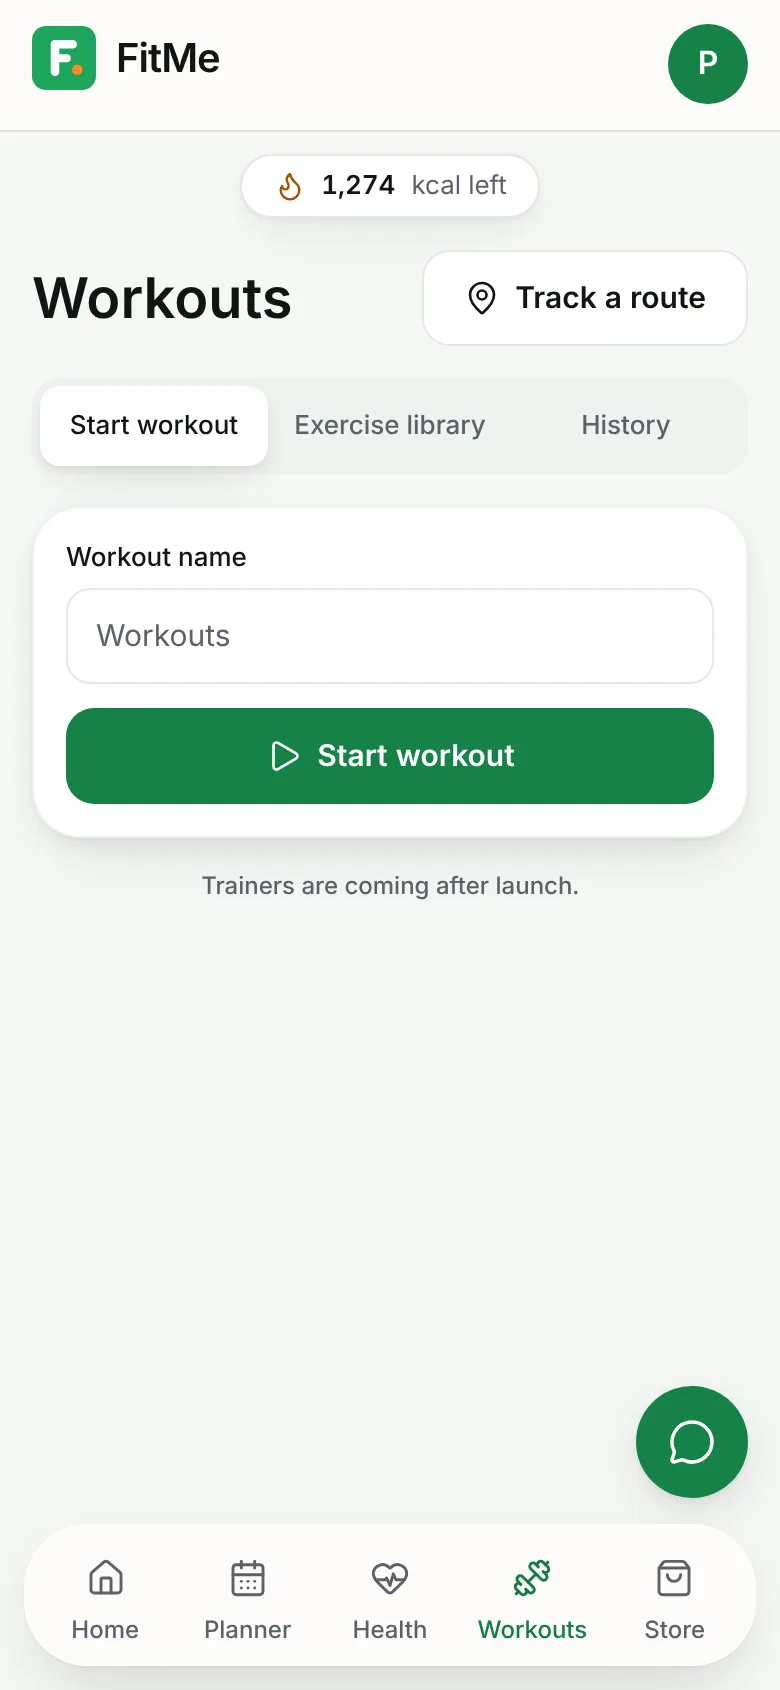 F.
FitMe
P
1,274 kcal left
Workouts
Track a route
Start workout
Exercise library
History
Workout name
Workouts
Start workout
Trainers are coming after launch.
Home
Planner
Health
Workouts
Store